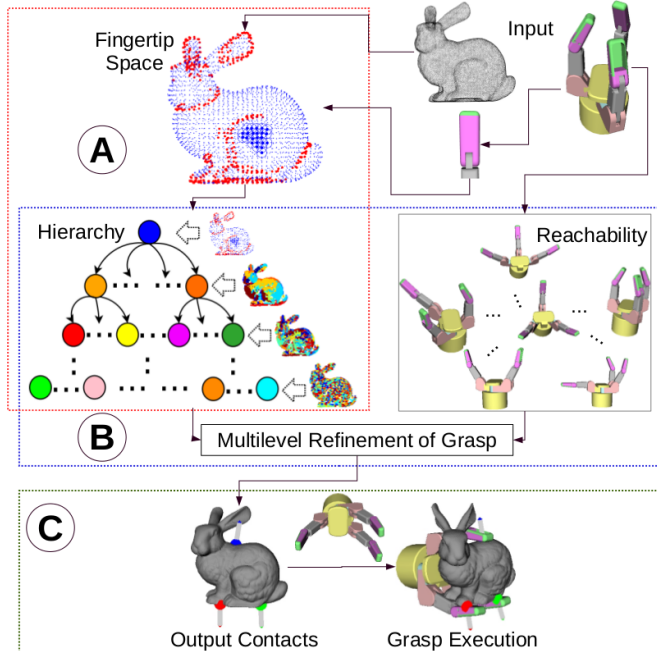 Fingertip
Space
Input
A
Hierarchy
Reachability
B
Multilevel Refinement of Grasp
C
Output Contacts
Grasp Execution